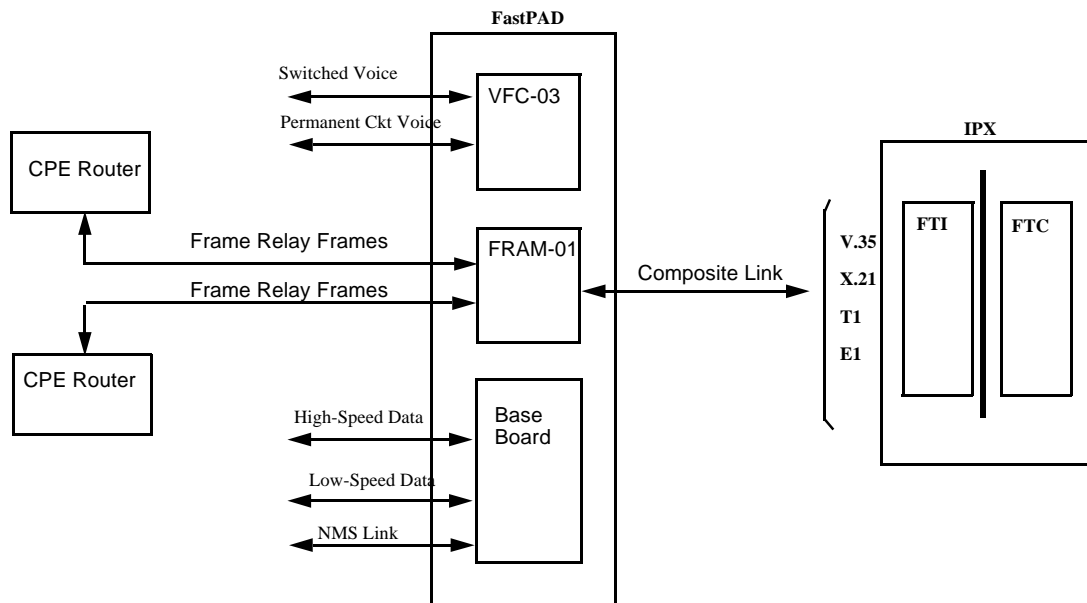 FastPAD
Switched Voice
VFC-03
Permanent Ckt Voice
IPX
CPE Router
FTI
FTC
Frame Relay Frames
FRAM-01
V.35
Composite Link
X.21
Frame Relay Frames
T1
E1
CPE Router
High-Speed Data
Base
Board
Low-Speed Data
NMS Link